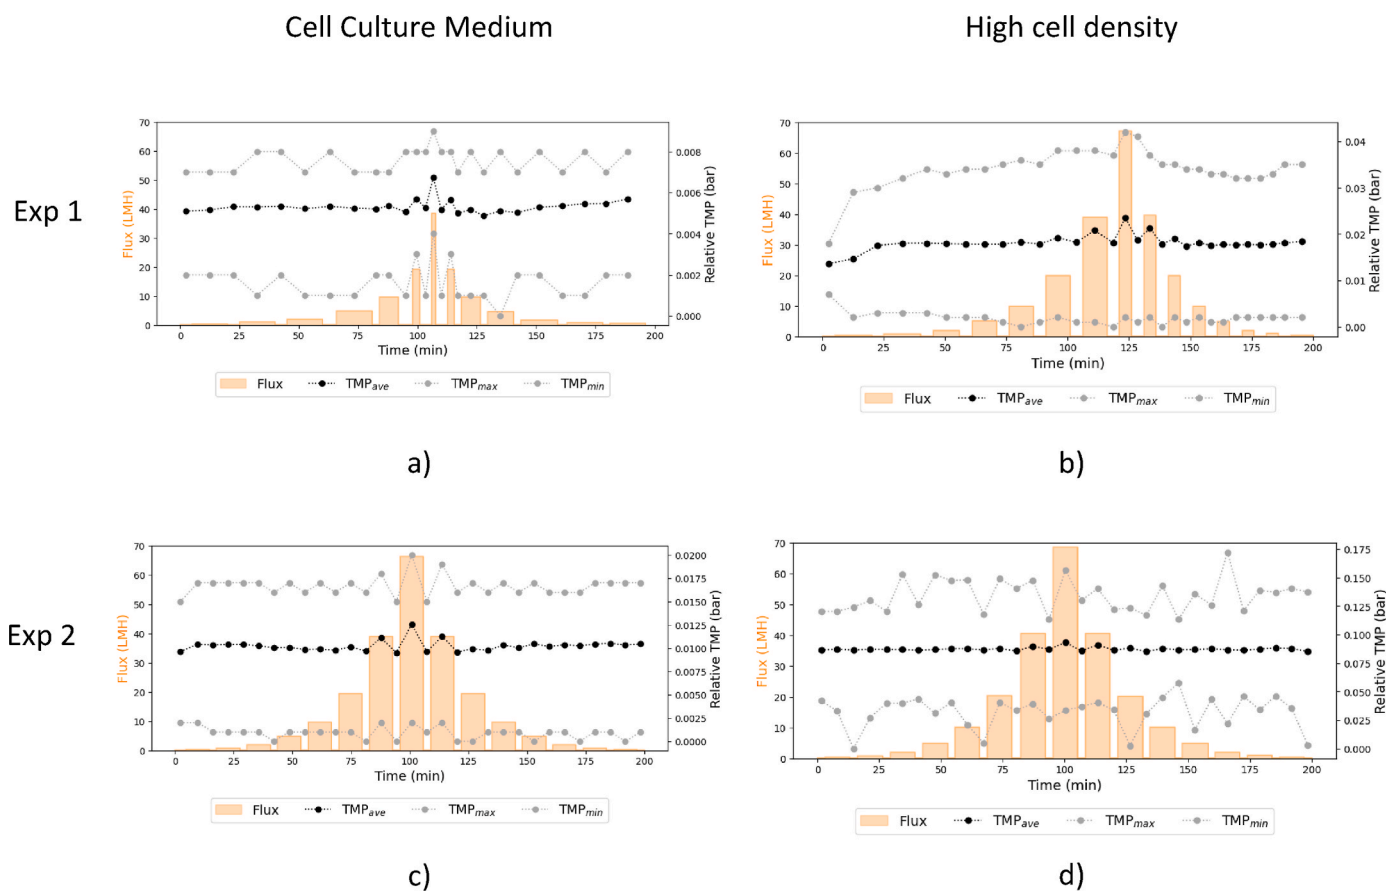 Cell Culture Medium
High cell density
Exp 1
70
60
50
40
30
20
10
0
Flux (LMH)
0.008
0.006
0.004
0.002
0.000
Relative TMP (bar)
0 25 50 75 100 125 150 175 200
Time (min)
Flux TMPave TMPmax TMPmin
a)
70
60
50
40
30
20
10
0
Flux (LMH)
0.04
0.03
0.02
0.01
0.00
Relative TMP (bar)
0 25 50 75 100 125 150 175 200
Time (min)
Flux TMPave TMPmax TMPmin
b)
Exp 2
70
60
50
40
30
20
10
0
Flux (LMH)
0.0200
0.0175
0.0150
0.0125
0.0100
0.0075
0.0050
0.0025
0.0000
Relative TMP (bar)
0 25 50 75 100 125 150 175 200
Time (min)
Flux TMPave TMPmax TMPmin
c)
70
60
50
40
30
20
10
0
Flux (LMH)
0.175
0.150
0.125
0.100
0.075
0.050
0.025
0.000
Relative TMP (bar)
0 25 50 75 100 125 150 175 200
Time (min)
Flux TMPave TMPmax TMPmin
d)